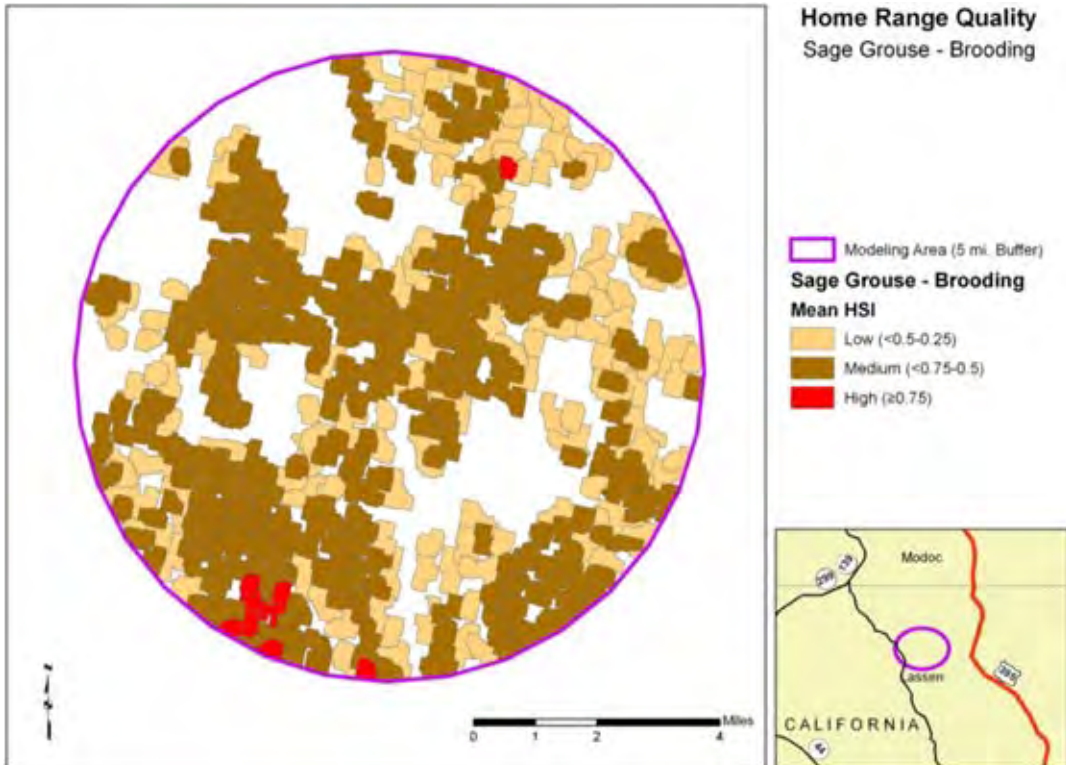 Home Range Quality
Sage Grouse - Brooding
Modeling Area (5 mi. Buffer)
Sage Grouse - Brooding
Mean HSI
Low (<0.5-0.25)
Medium (<0.75-0.5)
High (≥0.75)
Miles
0 1 2 4
Modoc
299
139
Lassen
395
CALIFORNIA
44